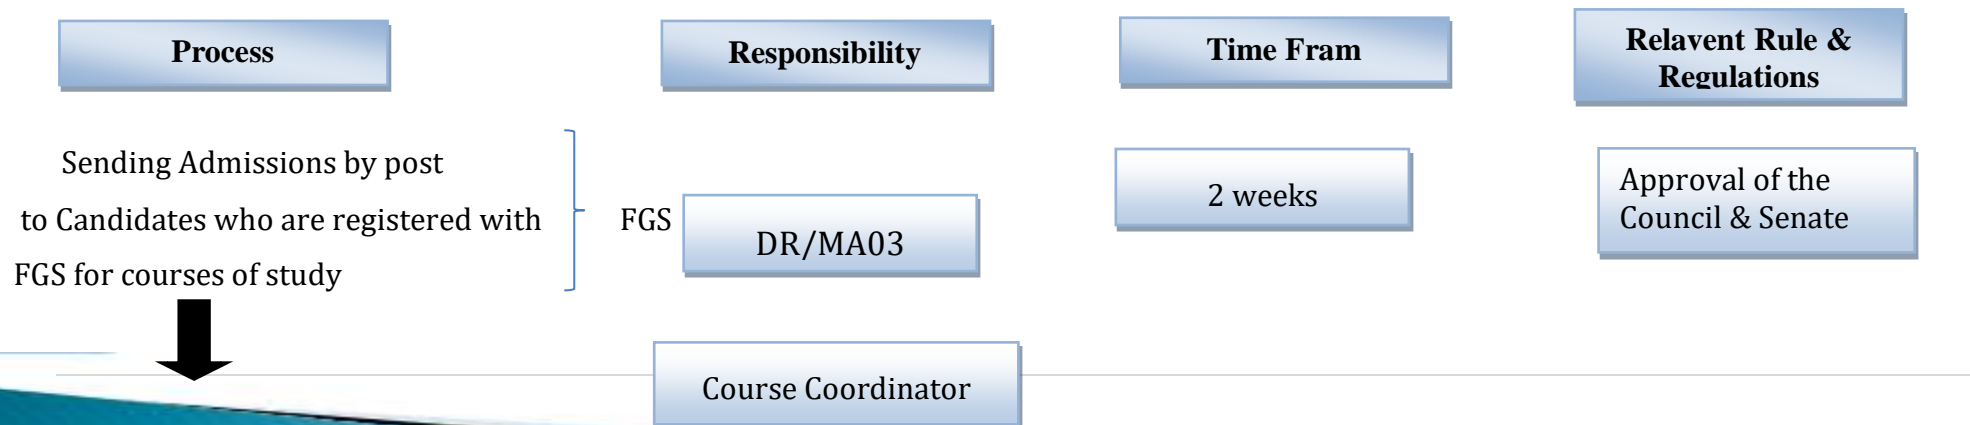 Process
Responsibility
Time Fram
Relavent Rule &
Regulations
Sending Admissions by post
to Candidates who are registered with
FGS for courses of study
FGS
DR/MA03
2 weeks
Approval of the
Council & Senate
Course Coordinator